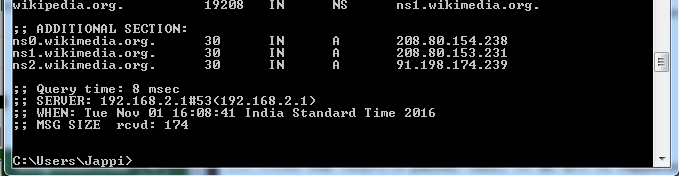 wikipedia.org. 19208 IN NS ns1.wikimedia.org.
;; ADDITIONAL SECTION:
ns0.wikimedia.org. 30 IN A 208.80.154.238
ns1.wikimedia.org. 30 IN A 208.80.153.231
ns2.wikimedia.org. 30 IN A 91.198.174.239
;; Query time: 8 msec
;; SERVER: 192.168.2.1#53(192.168.2.1)
;; WHEN: Tue Nov 01 16:08:41 India Standard Time 2016
;; MSG SIZE rcvd: 174
C:\Users\Jappi>